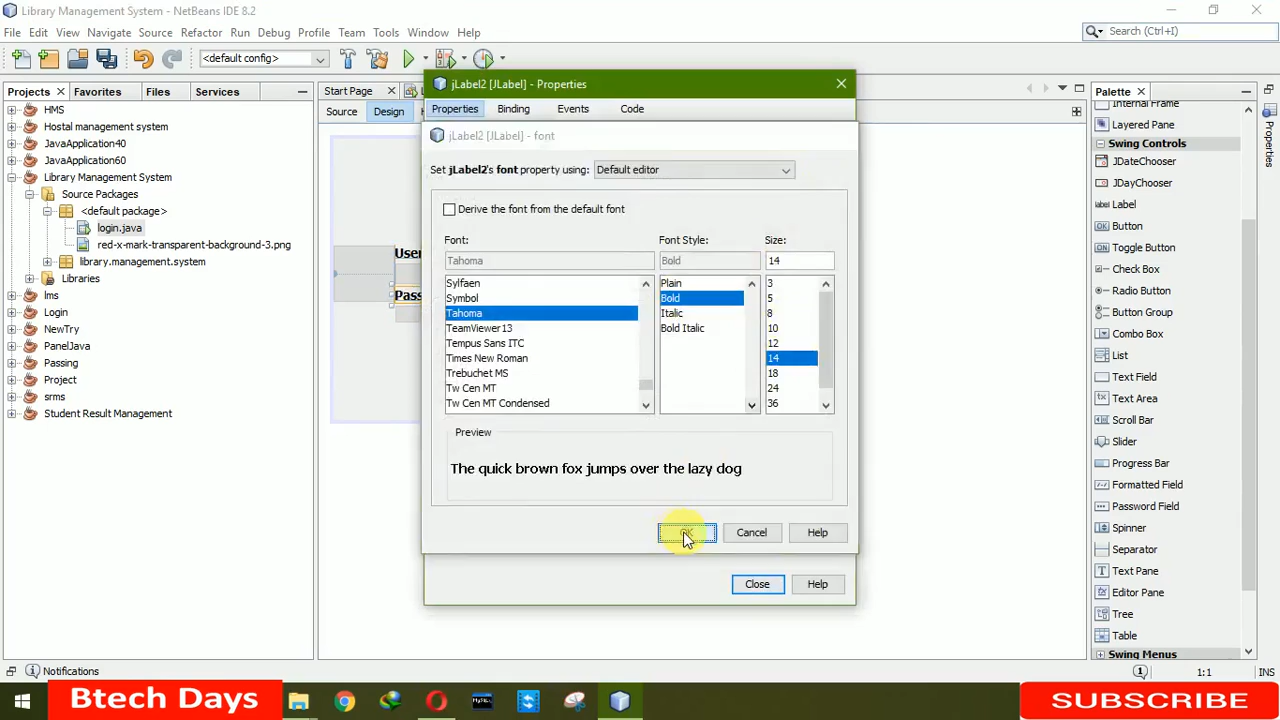 Library Management System - NetBeans IDE 8.2
File Edit View Navigate Source Refactor Run Debug Profile Team Tools Window Help
Search (Ctrl+I)
<default config>
Projects Favorites Files Services
HMS
Hostal management system
JavaApplication40
JavaApplication60
Library Management System
Source Packages
<default package>
login.java
red-x-mark-transparent-background-3.png
library.management.system
Libraries
lms
Login
NewTry
PanelJava
Passing
Project
srms
Student Result Management
Start Page
Source Design
User
Pass
jLabel2 [JLabel] - Properties
Properties Binding Events Code
jLabel2 [JLabel] - font
Set jLabel2's font property using: Default editor
Derive the font from the default font
Font: Font Style: Size:
Tahoma Bold 14
Sylfaen
Symbol
Tahoma
TeamViewer13
Tempus Sans ITC
Times New Roman
Trebuchet MS
Tw Cen MT
Tw Cen MT Condensed
Plain
Bold
Italic
Bold Italic
3
5
8
10
12
14
18
24
36
Preview
The quick brown fox jumps over the lazy dog
OK Cancel Help
Close Help
Palette
Internal Frame
Layered Pane
Swing Controls
JDateChooser
JDayChooser
Label
Button
Toggle Button
Check Box
Radio Button
Button Group
Combo Box
List
Text Field
Text Area
Scroll Bar
Slider
Progress Bar
Formatted Field
Password Field
Spinner
Separator
Text Pane
Editor Pane
Tree
Table
Swing Menus
Properties
Notifications
1:1 INS
Btech Days
SUBSCRIBE